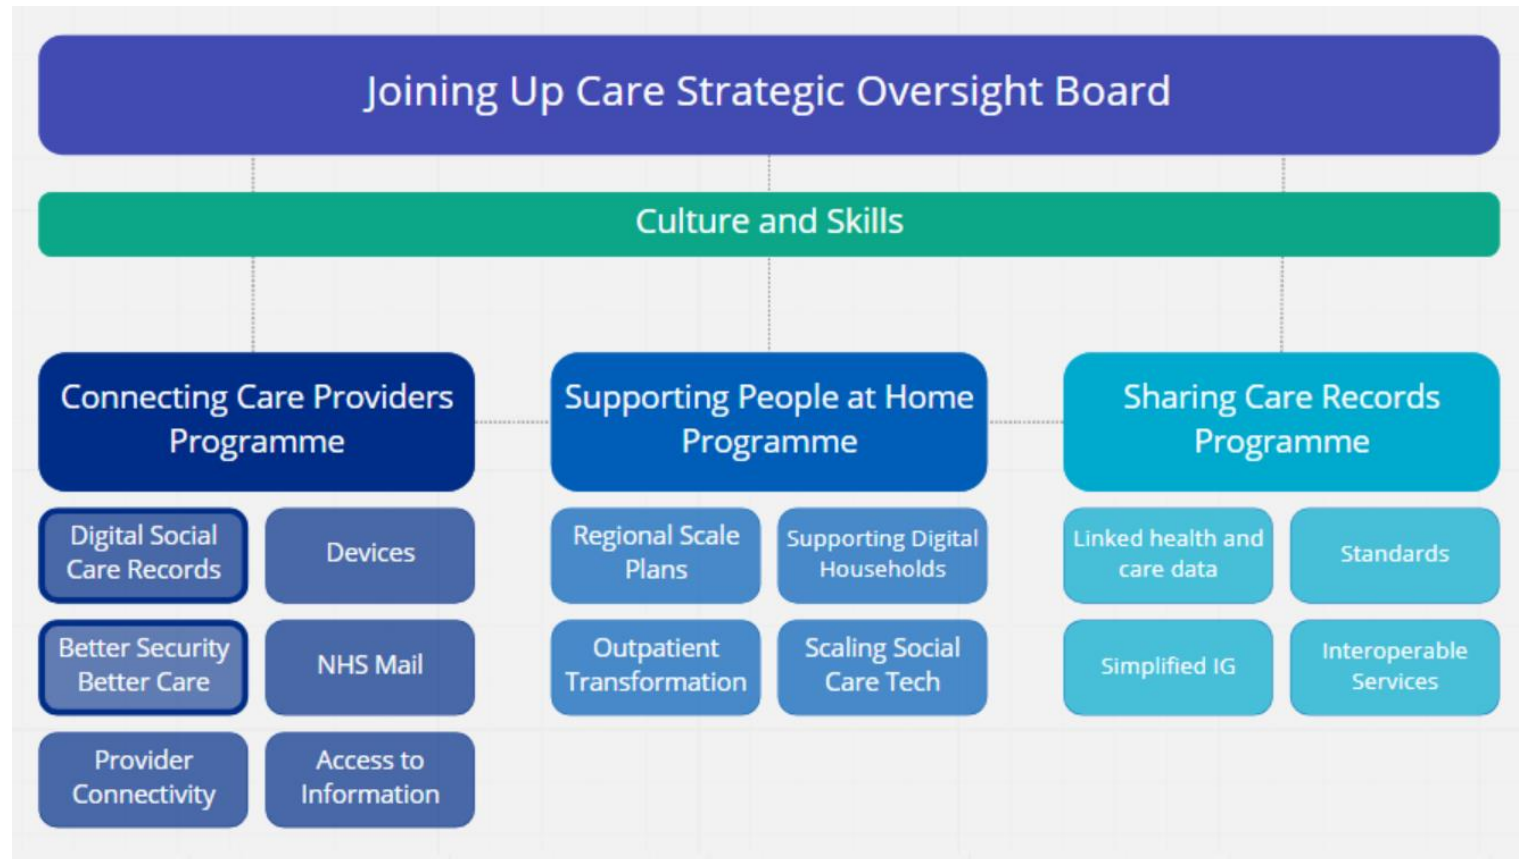 Joining Up Care Strategic Oversight Board
Culture and Skills
Connecting Care Providers
Programme
Supporting People at Home
Programme
Sharing Care Records
Programme
Digital Social
Care Records
Devices
Better Security
Better Care
NHS Mail
Provider
Connectivity
Access to
Information
Regional Scale
Plans
Supporting Digital
Households
Outpatient
Transformation
Scaling Social
Care Tech
Linked health and
care data
Standards
Simplified IG
Interoperable
Services